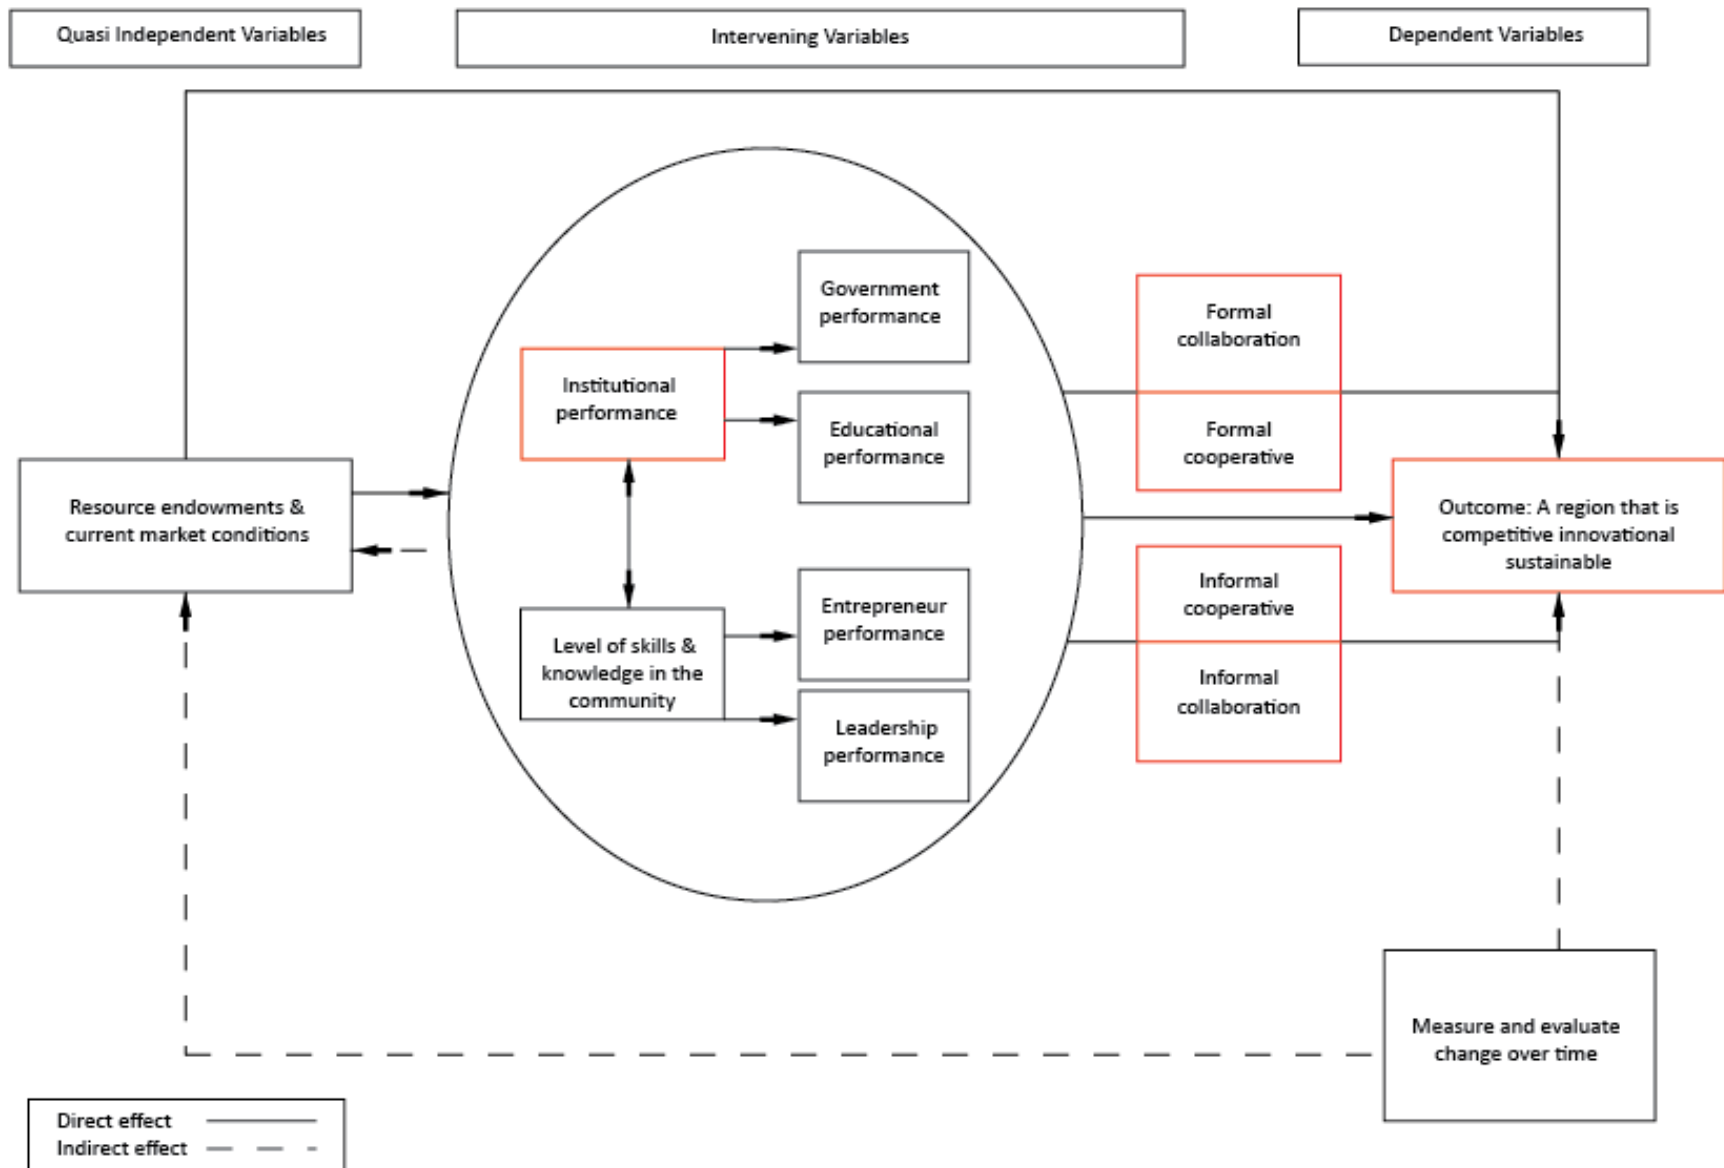 Quasi Independent Variables
Intervening Variables
Dependent Variables
Government
performance
Institutional
performance
Educational
performance
Formal
collaboration
Formal
cooperative
Resource endowments &
current market conditions
Outcome: A region that is
competitive innovational
sustainable
Level of skills &
knowledge in the
community
Entrepreneur
performance
Leadership
performance
Informal
cooperative
Informal
collaboration
Measure and evaluate
change over time
Direct effect
Indirect effect